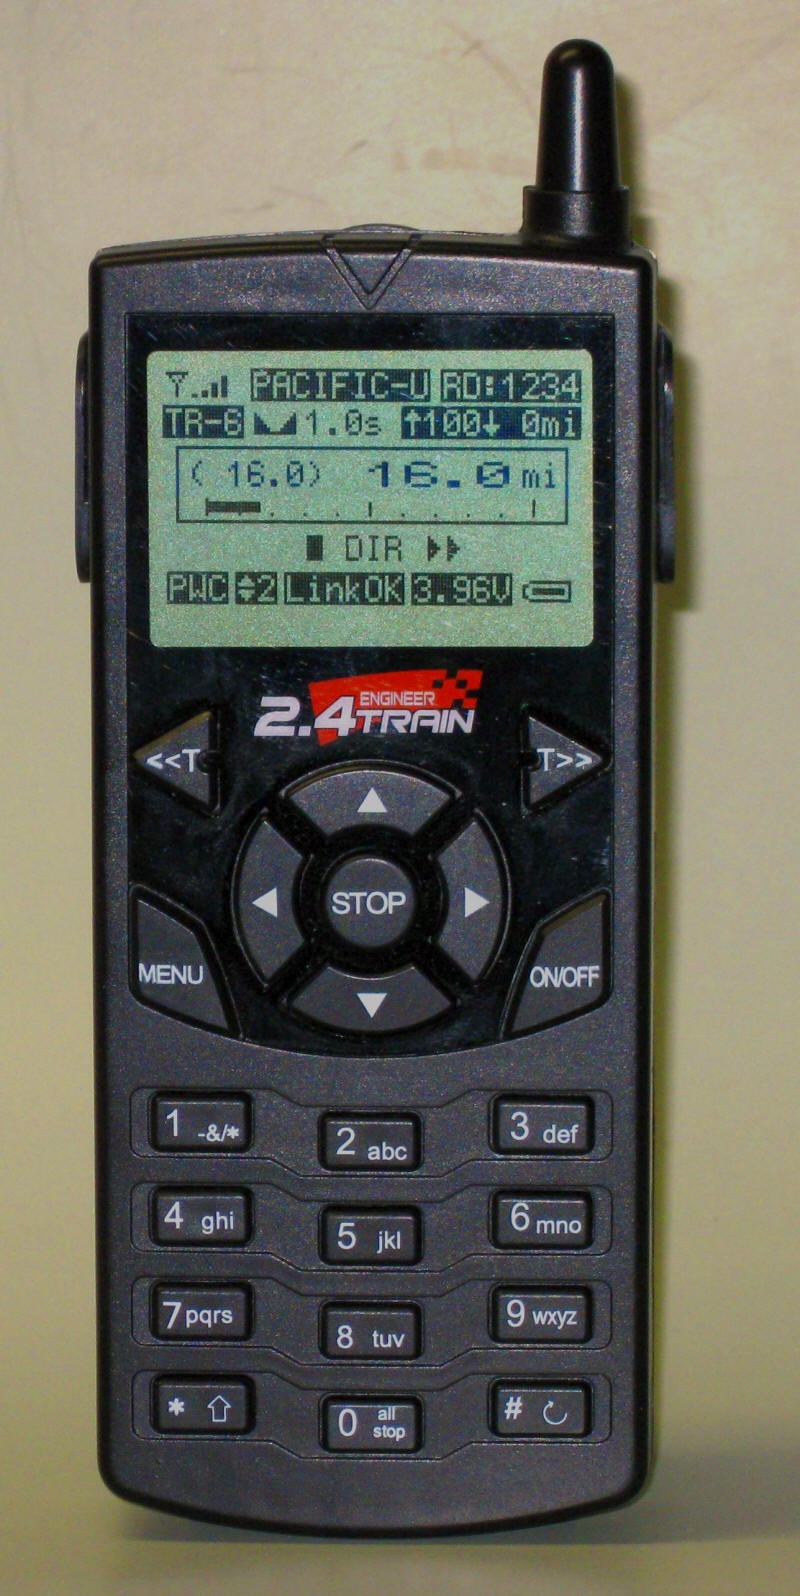 PACIFIC-U RD:1234
TR-6 1.0s ↑100↓ 0mi
( 16.0) 16.0 mi
DIR
PWC 2 LinkOK 3.96V
ENGINEER
2.4 TRAIN
<<T T>>
STOP
MENU ON/OFF
1 -&/* 2 abc 3 def
4 ghi 5 jkl 6 mno
7 pqrs 8 tuv 9 wxyz
* 0 all stop #